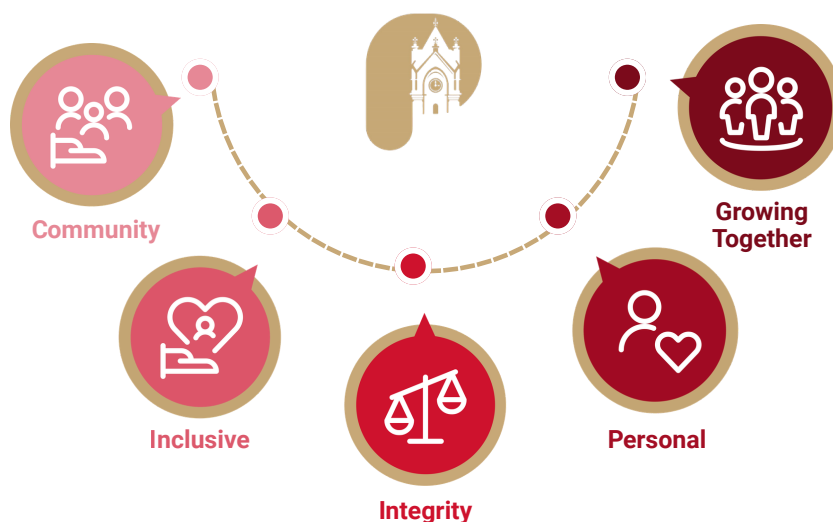 Community
Inclusive
Integrity
Personal
Growing
Together